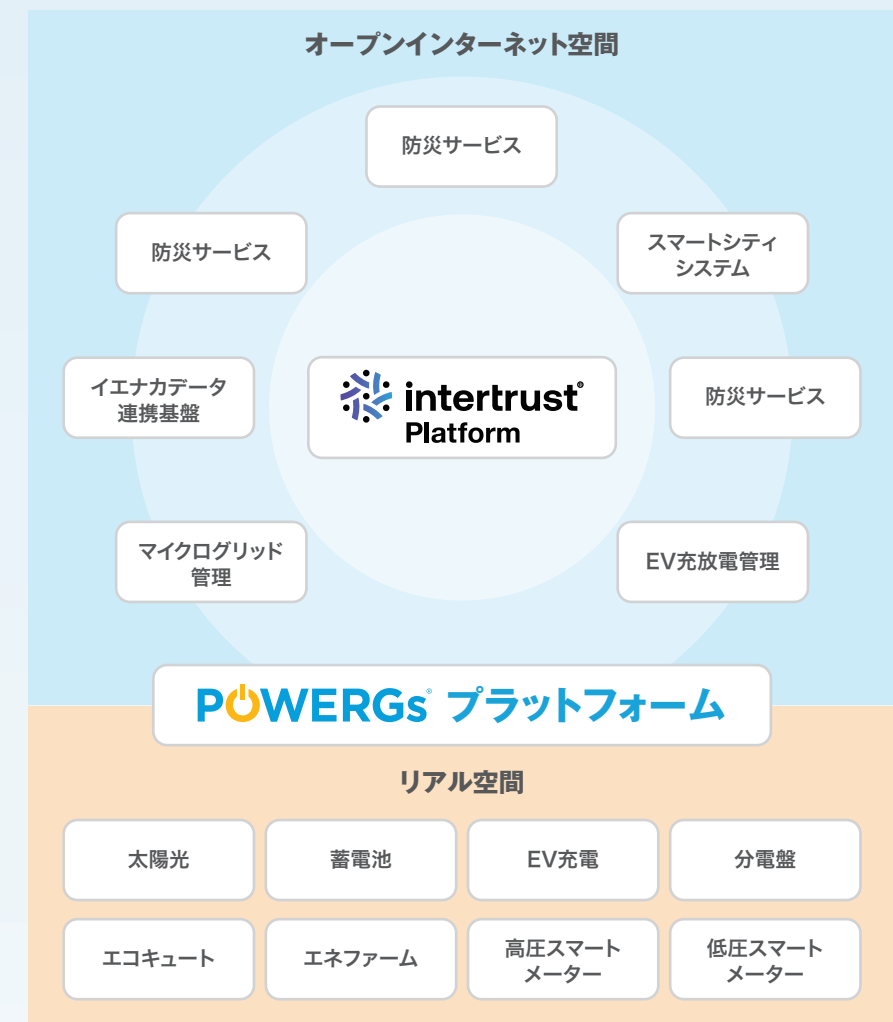 オープンインターネット空間
防災サービス
防災サービス
スマートシティ
システム
イエナカデータ
連携基盤
intertrust®
Platform
防災サービス
マイクログリッド
管理
EV充放電管理
POWERGs® プラットフォーム
リアル空間
太陽光
蓄電池
EV充電
分電盤
エコキュート
エネファーム
高圧スマート
メーター
低圧スマート
メーター